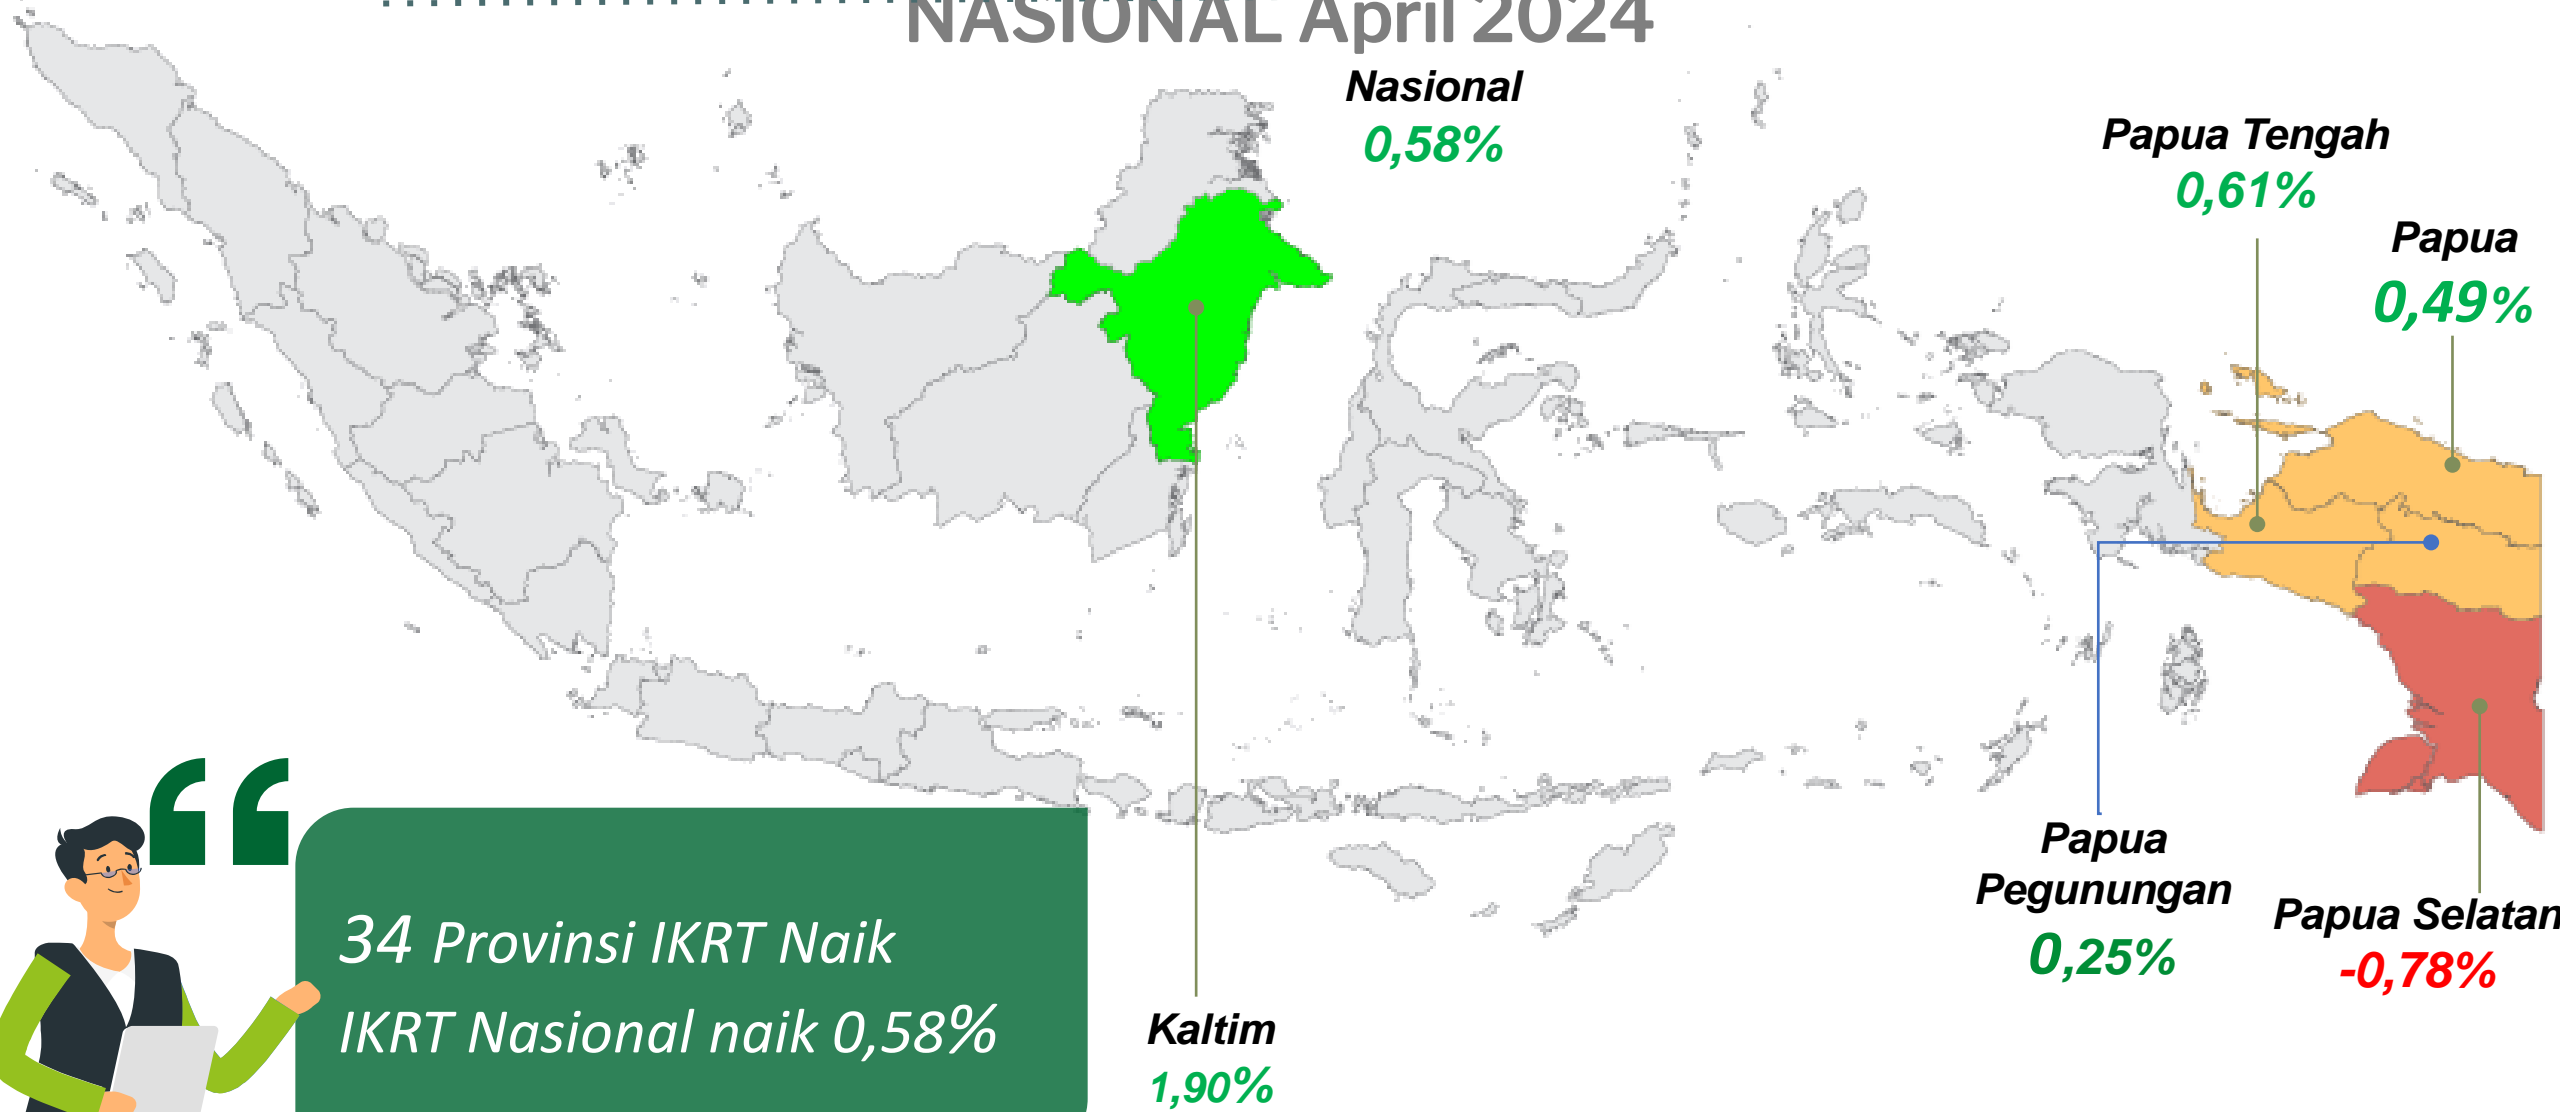 NASIONAL April 2024
Nasional
0,58%
Papua Tengah
0,61%
Papua
0,49%
Papua
Pegunungan
0,25%
Papua Selatan
-0,78%
Kaltim
1,90%
34 Provinsi IKRT Naik
IKRT Nasional naik 0,58%